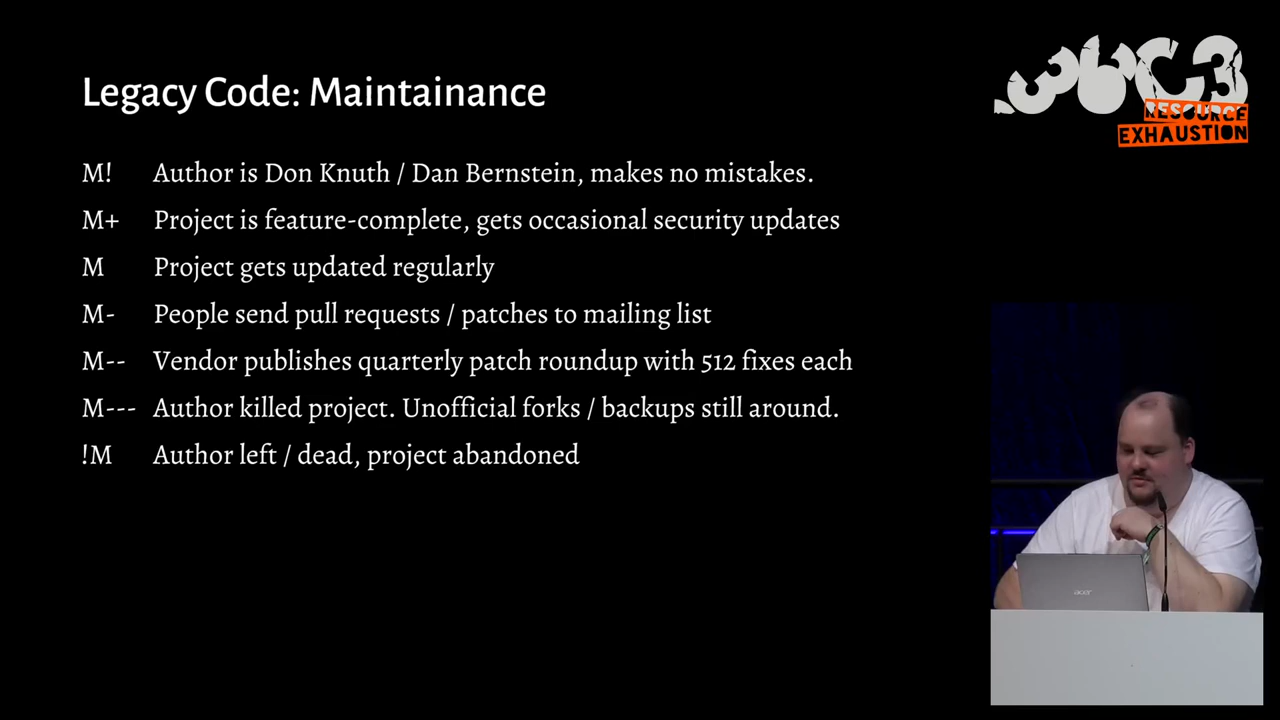 Legacy Code: Maintainance
36C3
RESOURCE
EXHAUSTION
M! Author is Don Knuth / Dan Bernstein, makes no mistakes.
M+ Project is feature-complete, gets occasional security updates
M Project gets updated regularly
M- People send pull requests / patches to mailing list
M-- Vendor publishes quarterly patch roundup with 512 fixes each
M--- Author killed project. Unofficial forks / backups still around.
!M Author left / dead, project abandoned
acer